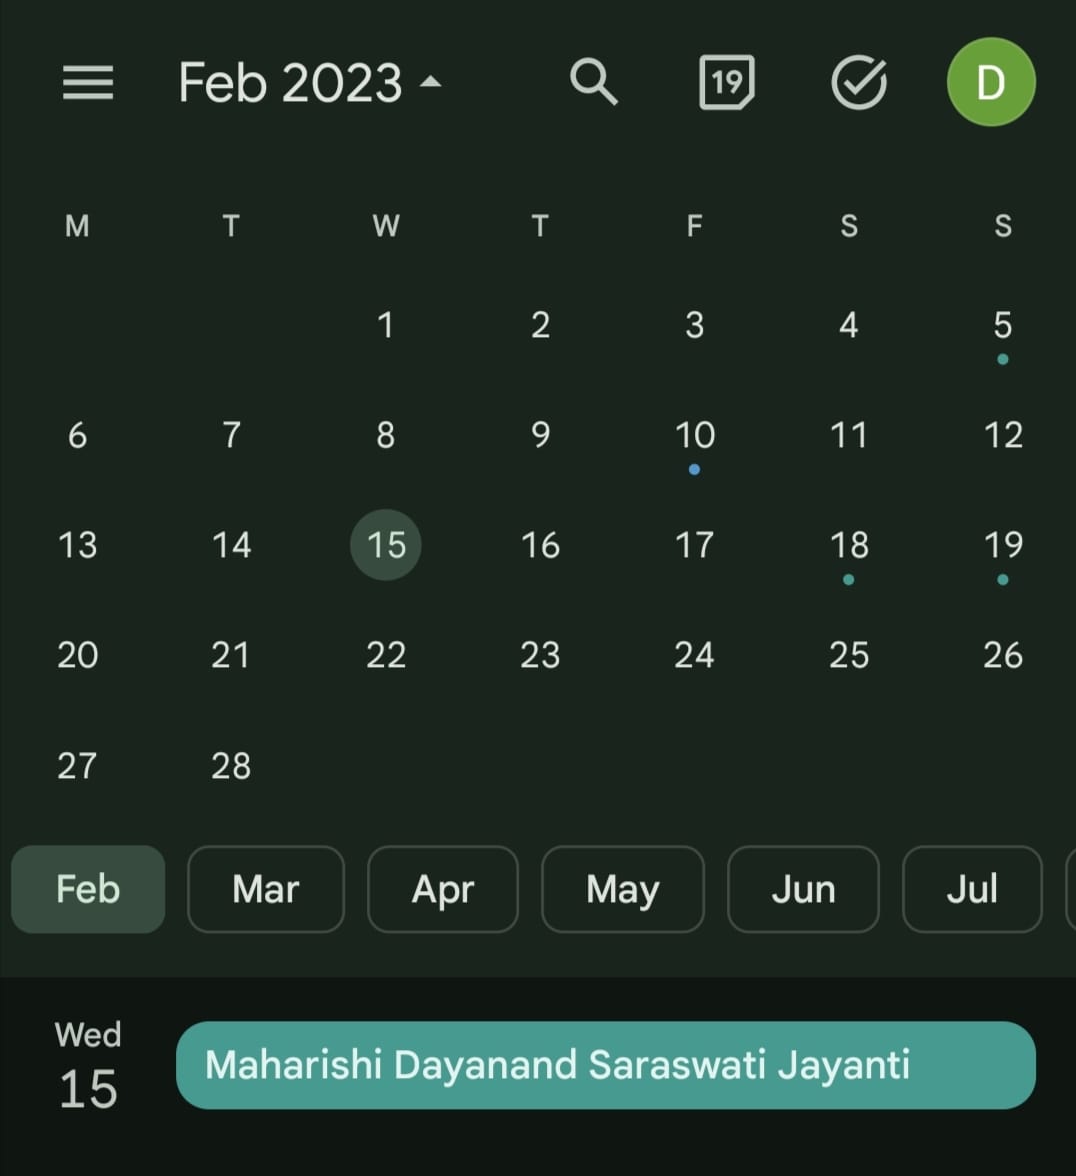 Feb 2023
19
D
M T W T F S S
1 2 3 4 5
6 7 8 9 10 11 12
13 14 15 16 17 18 19
20 21 22 23 24 25 26
27 28
Feb Mar Apr May Jun Jul
Wed
15
Maharishi Dayanand Saraswati Jayanti